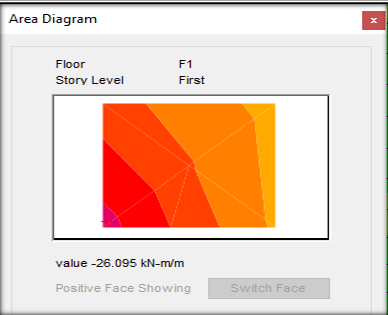 Area Diagram
x
Floor F1
Story Level First
value -26.095 kN-m/m
Positive Face Showing Switch Face